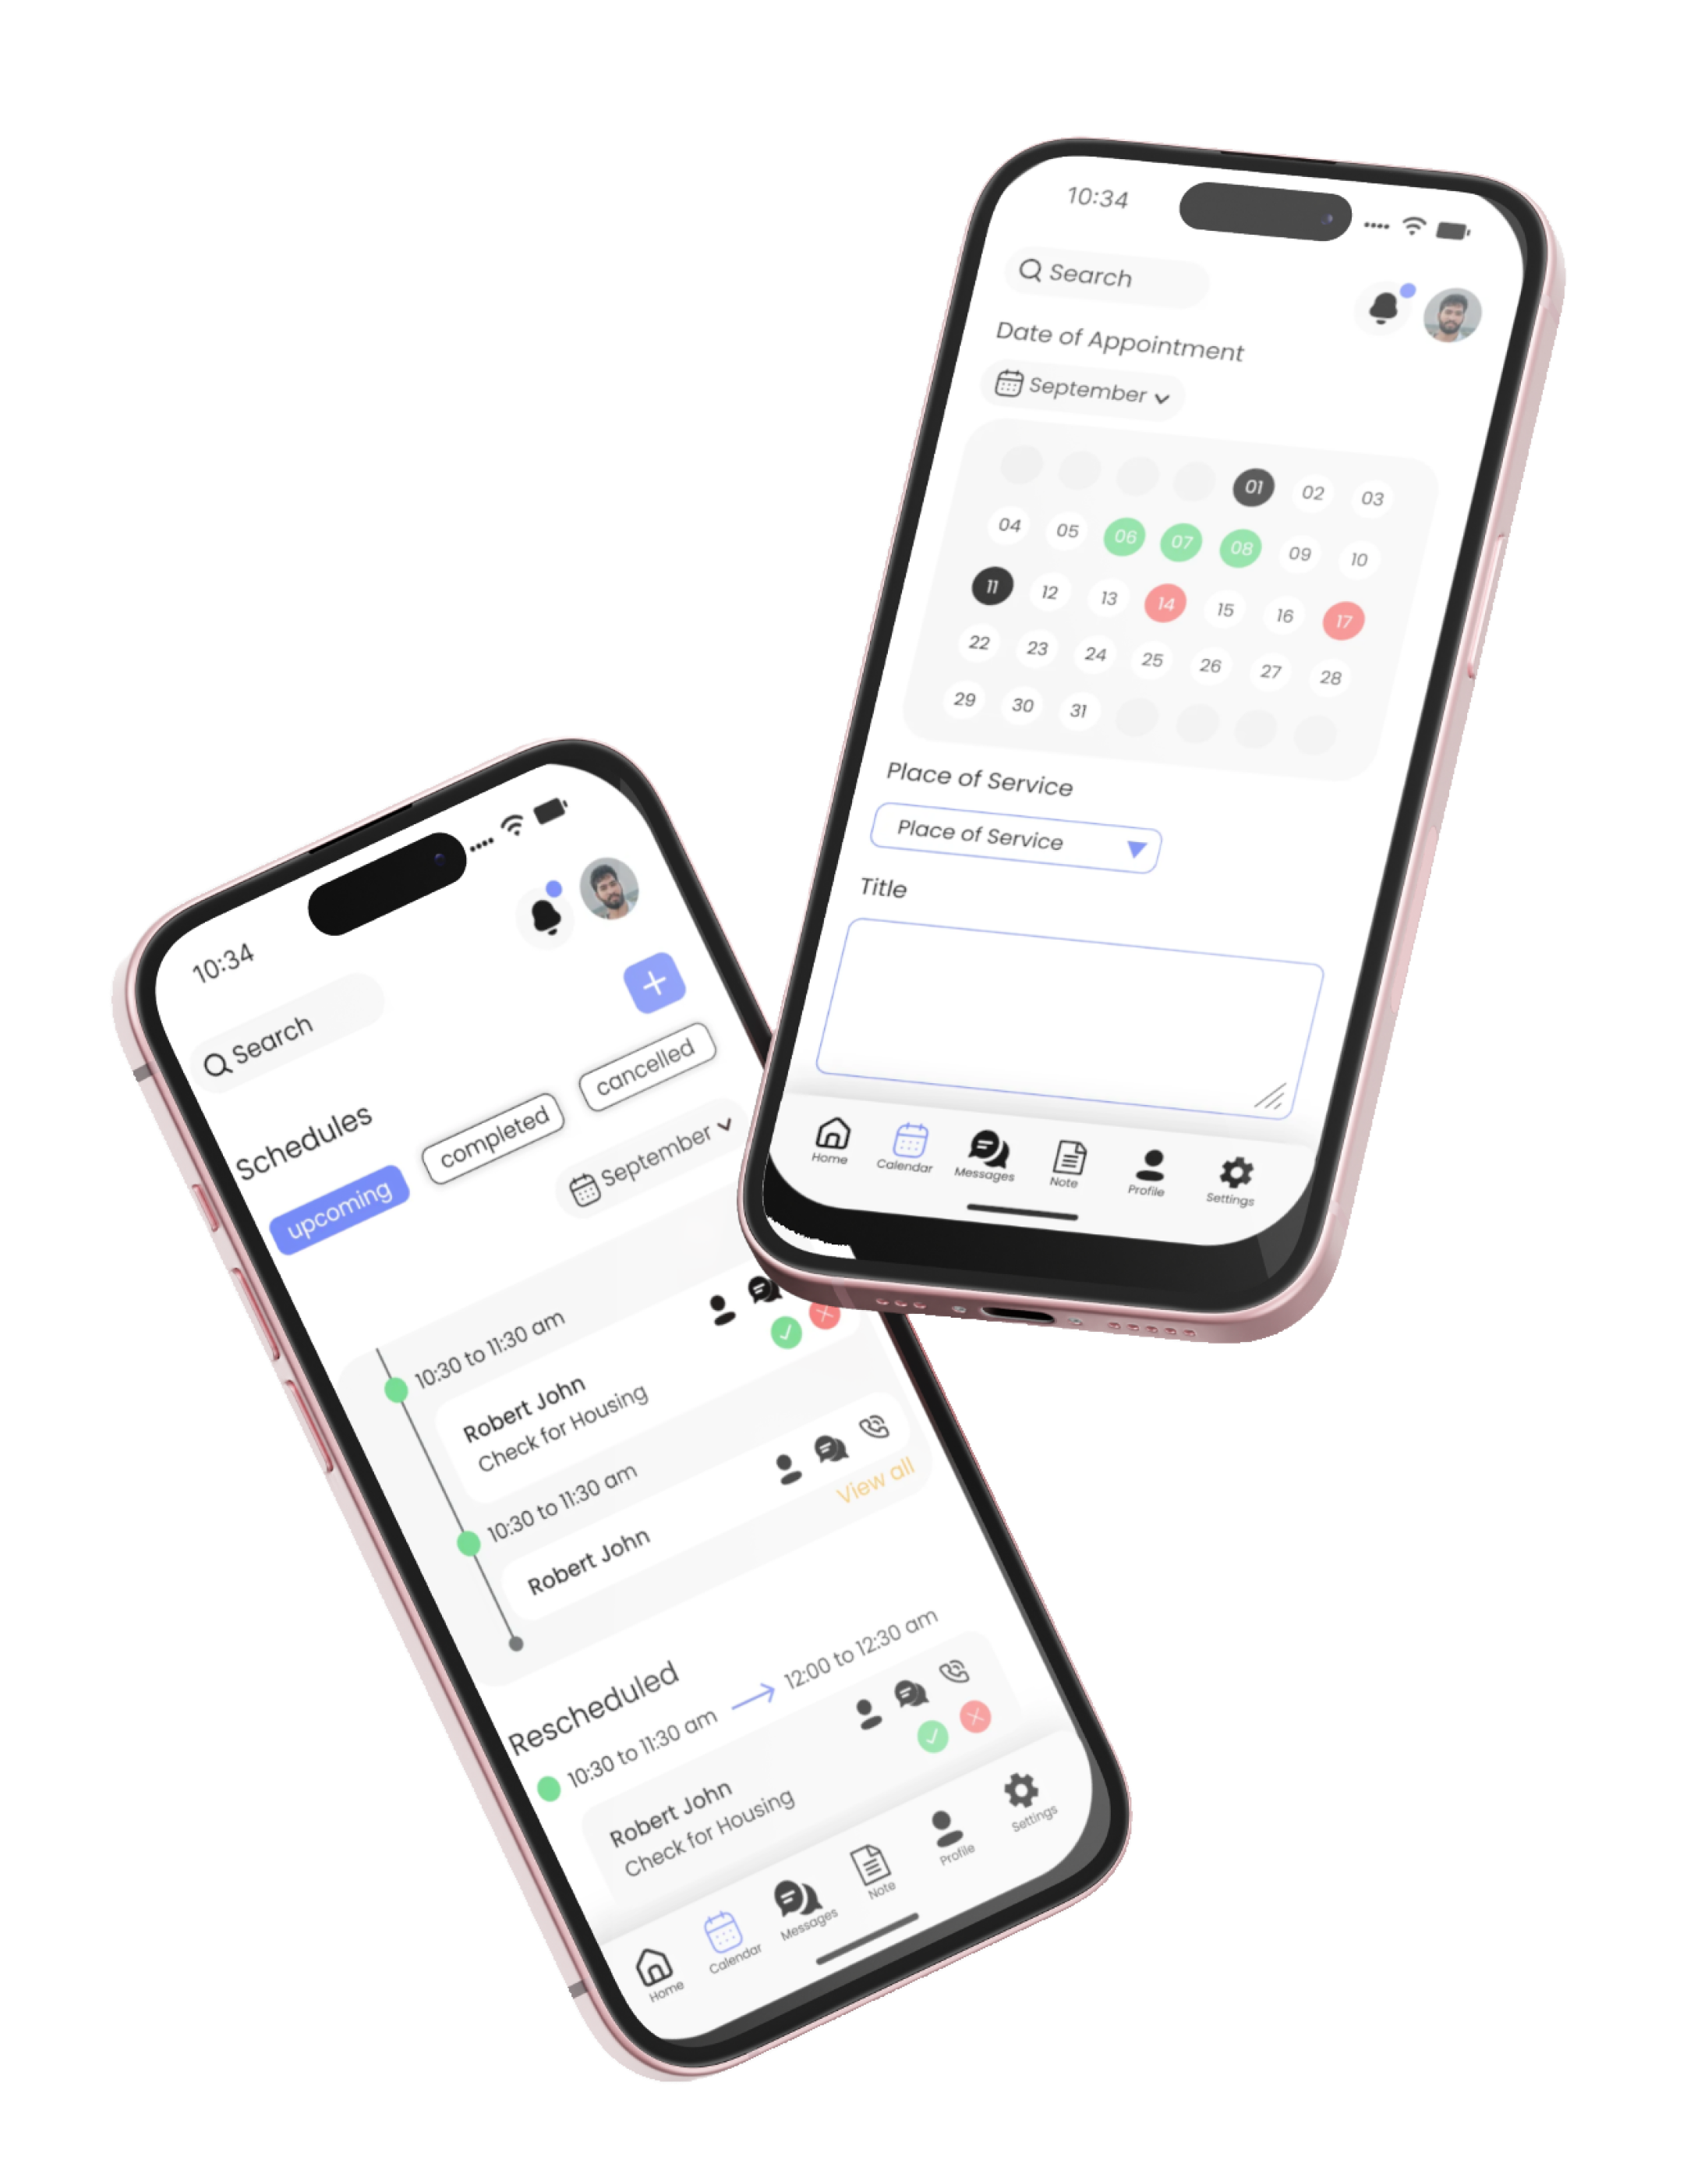 10:34
Search
Date of Appointment
September
01 02 03
04 05 06 07 08 09 10
11 12 13 14 15 16 17
22 23 24 25 26 27 28
29 30 31
Place of Service
Place of Service
Title
Home Calendar Messages Note Profile Settings
10:34
Search
Schedules
upcoming completed cancelled
September
10:30 to 11:30 am
Robert John
Check for Housing
10:30 to 11:30 am
Robert John
View all
Rescheduled
10:30 to 11:30 am 12:00 to 12:30 am
Robert John
Check for Housing
Home Calendar Messages Note Profile Settings